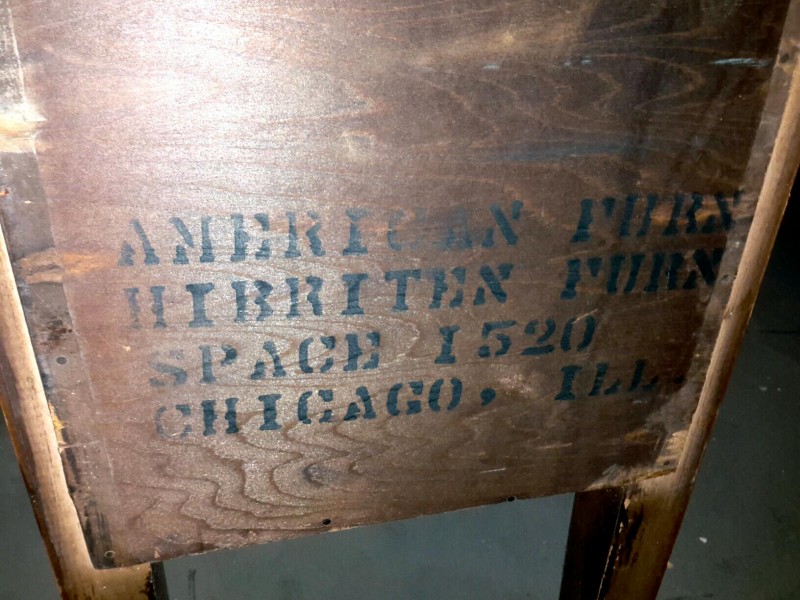 AMERICAN FURN
HIBRITEN FURN
SPACE 1520
CHICAGO, ILL.